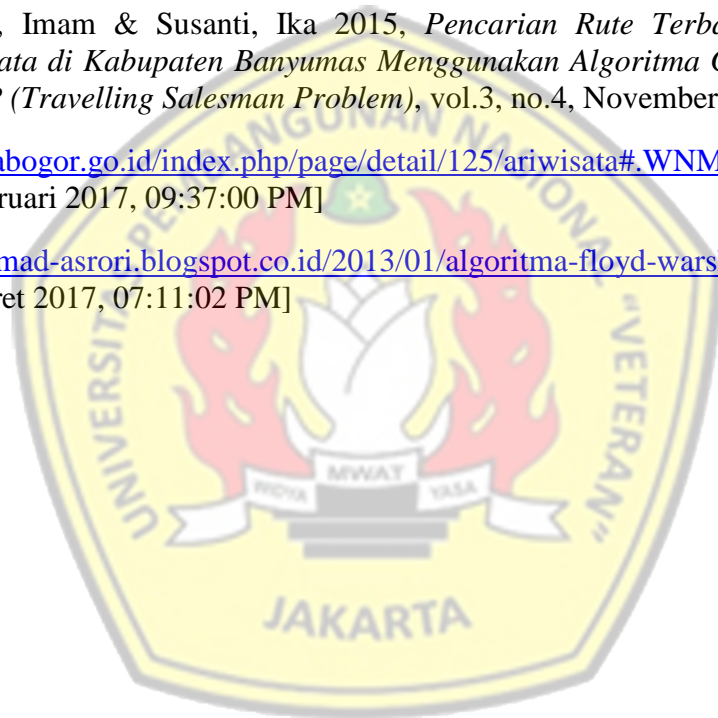 , Imam & Susanti, Ika 2015, Pencarian Rute Terba
ata di Kabupaten Banyumas Menggunakan Algoritma
(Travelling Salesman Problem), vol.3, no.4, November
abogor.go.id/index.php/page/detail/125/ariwisata#.WNM
ruari 2017, 09:37:00 PM]
mad-asrori.blogspot.co.id/2013/01/algoritma-floyd-wars
ret 2017, 07:11:02 PM]
UNIVERSITAS PEMBANGUNAN NASIONAL "VETERAN"
WIDYA MWAT YASA
JAKARTA